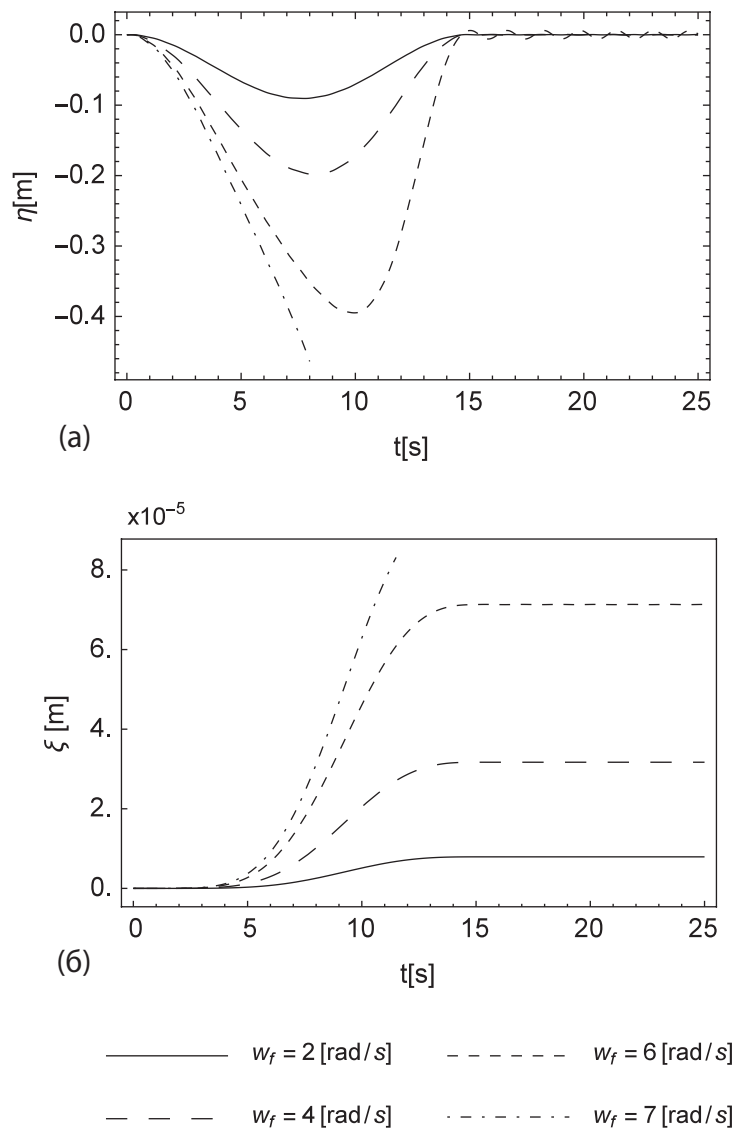 0.0
−0.1
−0.2
−0.3
−0.4
η[m]
0 5 10 15 20 25
(a)
t[s]
x10⁻⁵
8.
6.
4.
2.
0.
ξ [m]
0 5 10 15 20 25
(б)
t[s]
w_f = 2 [rad/s] w_f = 6 [rad/s]
w_f = 4 [rad/s] w_f = 7 [rad/s]